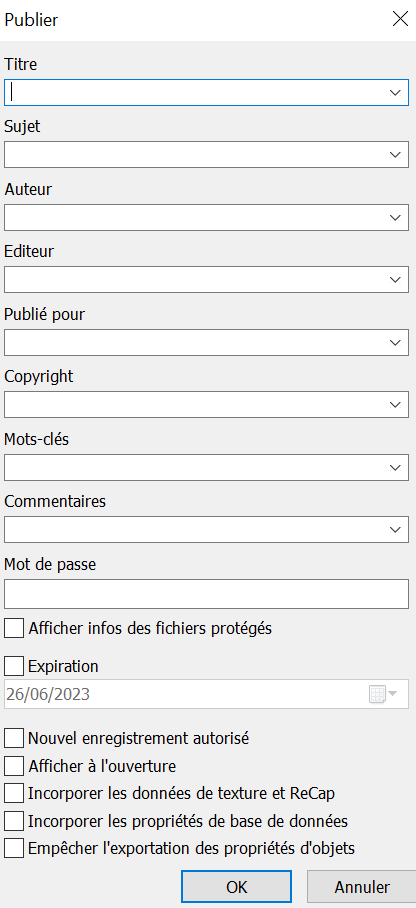 Publier
Titre
Sujet
Auteur
Editeur
Publié pour
Copyright
Mots-clés
Commentaires
Mot de passe
Afficher infos des fichiers protégés
Expiration
26/06/2023
Nouvel enregistrement autorisé
Afficher à l'ouverture
Incorporer les données de texture et ReCap
Incorporer les propriétés de base de données
Empêcher l'exportation des propriétés d'objets
OK Annuler